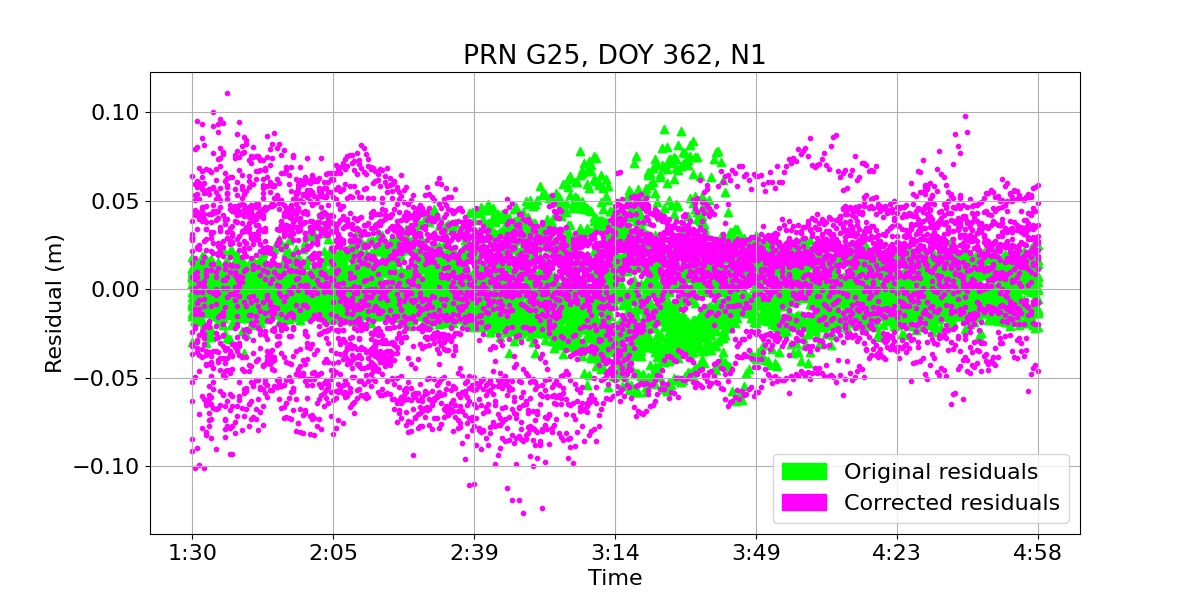 PRN G25, DOY 362, N1
0.10
0.05
0.00
−0.05
−0.10
Residual (m)
Original residuals
Corrected residuals
1:30 2:05 2:39 3:14 3:49 4:23 4:58
Time